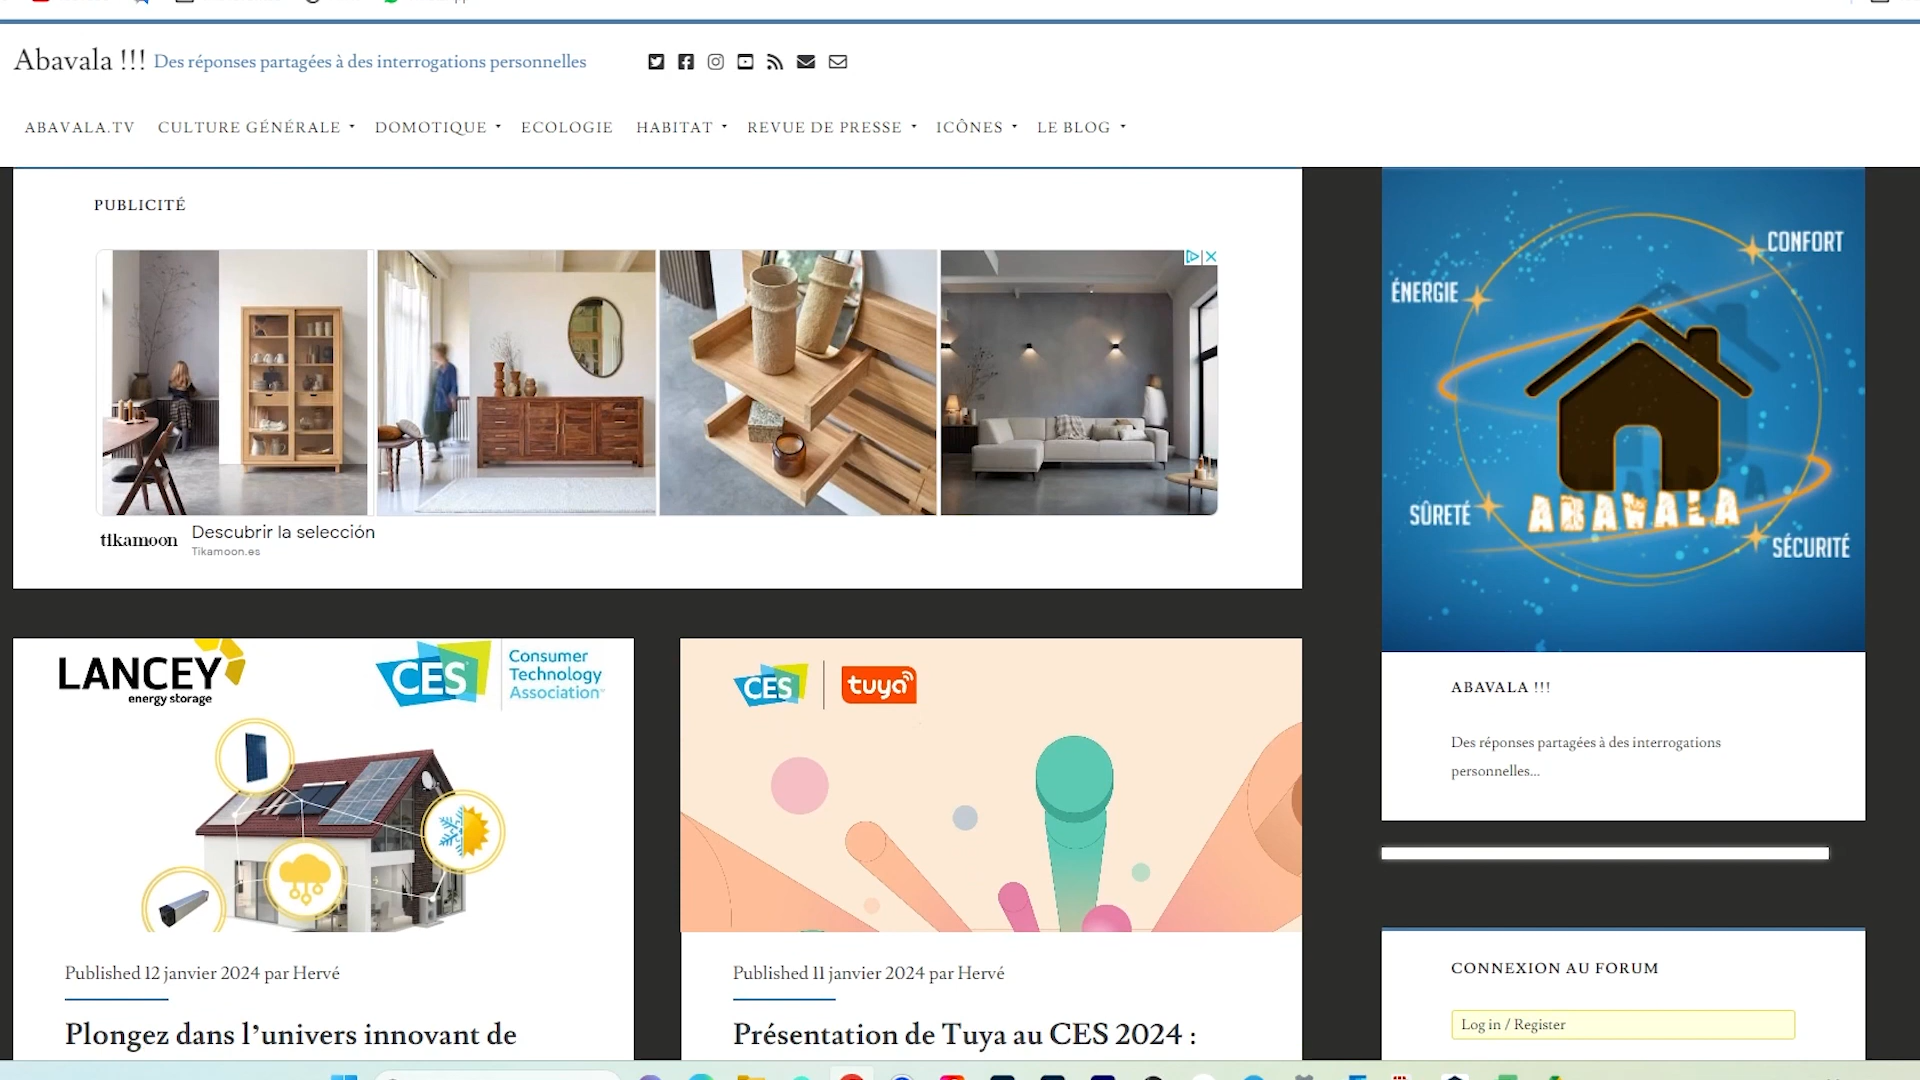 Abavala !!! Des réponses partagées à des interrogations personnelles
ABAVALA.TV CULTURE GÉNÉRALE DOMOTIQUE ECOLOGIE HABITAT REVUE DE PRESSE ICÔNES LE BLOG
PUBLICITÉ
tikamoon
Descubrir la selección
Tikamoon.es
CONFORT
ÉNERGIE
SÛRETÉ
ABAVALA
SÉCURITÉ
LANCEY
energy storage
CES
Consumer
Technology
Association
Published 12 janvier 2024 par Hervé
Plongez dans l’univers innovant de
CES
tuya
Published 11 janvier 2024 par Hervé
Présentation de Tuya au CES 2024 :
ABAVALA !!!
Des réponses partagées à des interrogations
personnelles...
CONNEXION AU FORUM
Log in / Register